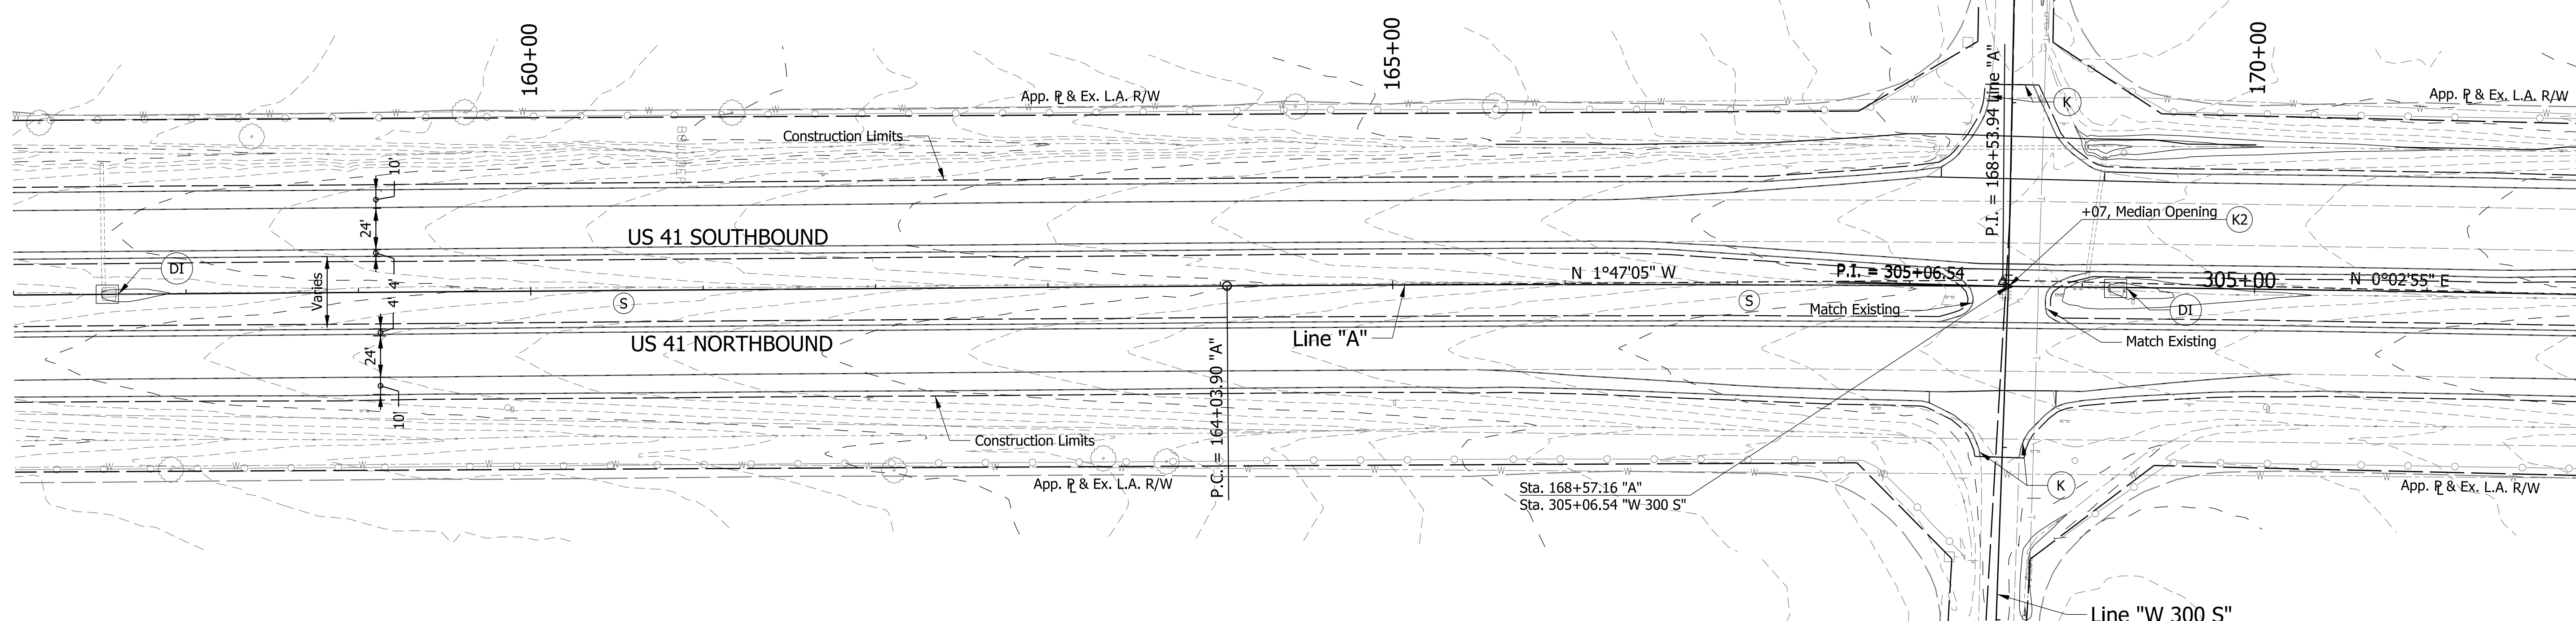 160+00
165+00
170+00
App. ⅊ & Ex. L.A. R/W
App. ⅊ & Ex. L.A. R/W
Construction Limits
P.I. = 168+53.94 Line "A"
K
+07, Median Opening
K2
10'
24'
US 41 SOUTHBOUND
DI
Varies
4'
4'
S
N 1°47'05" W
P.I. = 305+06.54
305+00
N 0°02'55" E
S
Match Existing
DI
Line "A"
Match Existing
24'
US 41 NORTHBOUND
10'
P.C. = 164+03.90 "A"
Construction Limits
App. ⅊ & Ex. L.A. R/W
Sta. 168+57.16 "A"
Sta. 305+06.54 "W 300 S"
K
App. ⅊ & Ex. L.A. R/W
Line "W 300 S"